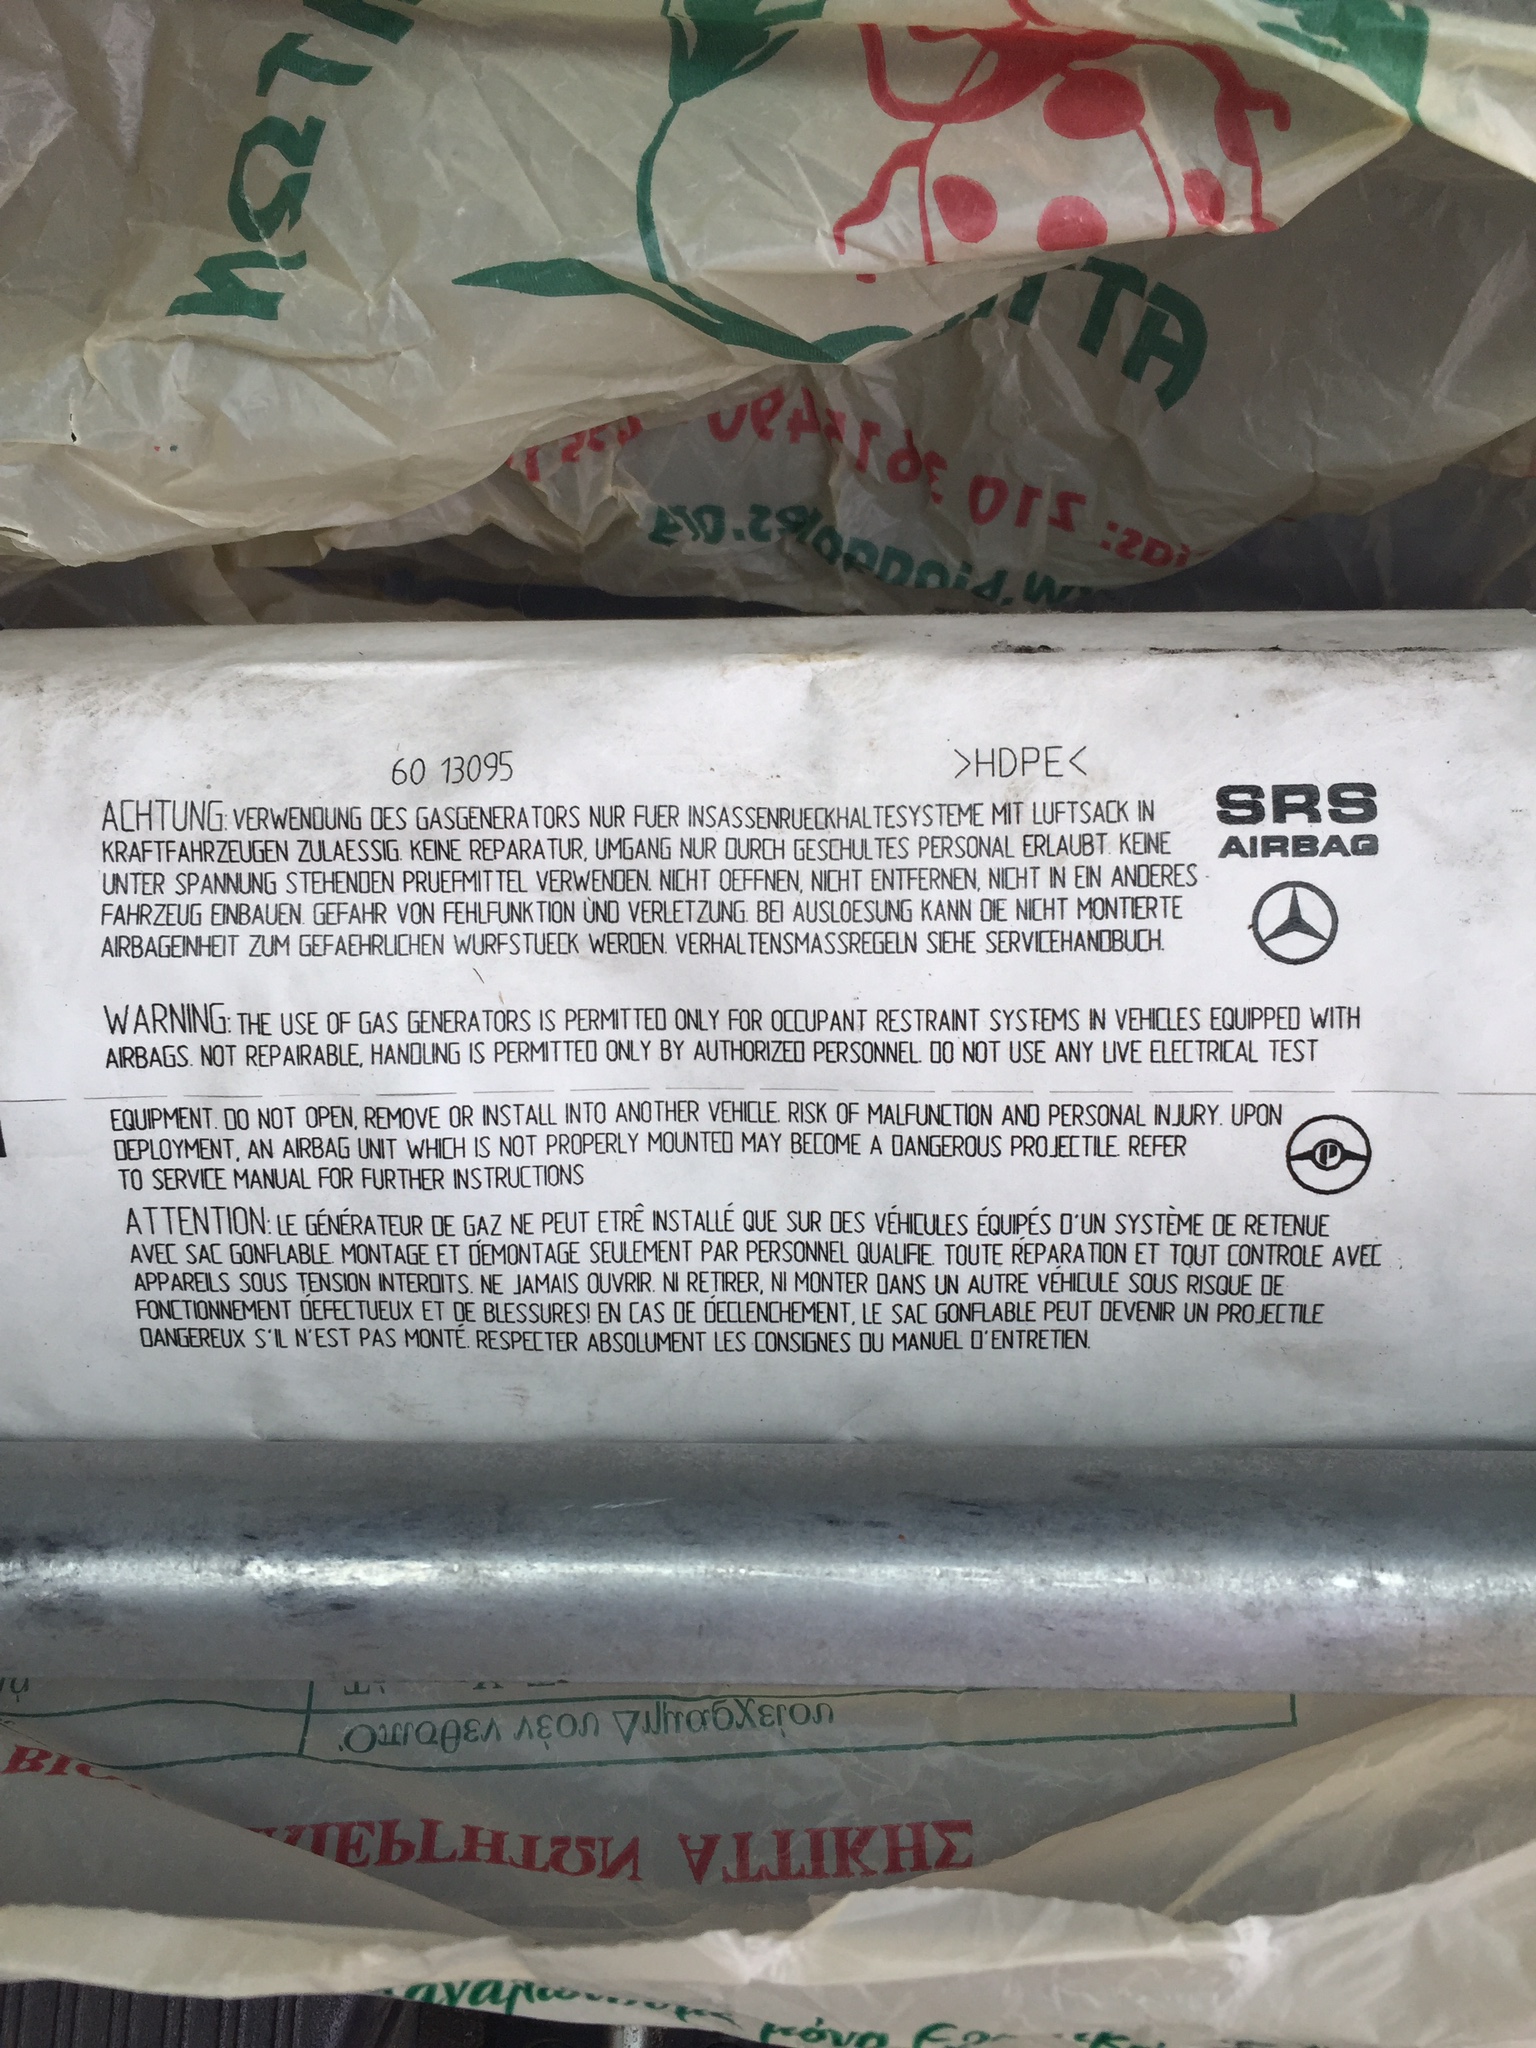 ΝΩΤ
ΤΤΑ
60 13095
>HDPE<
SRS
AIRBAG
ACHTUNG: VERWENDUNG DES GASGENERATORS NUR FUER INSASSENRUECKHALTESYSTEME MIT LUFTSACK IN
KRAFTFAHRZEUGEN ZULAESSIG. KEINE REPARATUR, UMGANG NUR DURCH GESCHULTES PERSONAL ERLAUBT. KEINE
UNTER SPANNUNG STEHENDEN PRUEFMITTEL VERWENDEN. NICHT OEFFNEN, NICHT ENTFERNEN, NICHT IN EIN ANDERES
FAHRZEUG EINBAUEN. GEFAHR VON FEHLFUNKTION UND VERLETZUNG. BEI AUSLOESUNG KANN DIE NICHT MONTIERTE
AIRBAGEINHEIT ZUM GEFAEHRLICHEN WURFSTUECK WERDEN. VERHALTENSMASSREGELN SIEHE SERVICEHANDBUCH.
WARNING: THE USE OF GAS GENERATORS IS PERMITTED ONLY FOR OCCUPANT RESTRAINT SYSTEMS IN VEHICLES EQUIPPED WITH
AIRBAGS. NOT REPAIRABLE, HANDLING IS PERMITTED ONLY BY AUTHORIZED PERSONNEL. DO NOT USE ANY LIVE ELECTRICAL TEST
EQUIPMENT. DO NOT OPEN, REMOVE OR INSTALL INTO ANOTHER VEHICLE. RISK OF MALFUNCTION AND PERSONAL INJURY. UPON
DEPLOYMENT, AN AIRBAG UNIT WHICH IS NOT PROPERLY MOUNTED MAY BECOME A DANGEROUS PROJECTILE. REFER
TO SERVICE MANUAL FOR FURTHER INSTRUCTIONS
P
ATTENTION: LE GÉNÉRATEUR DE GAZ NE PEUT ETRÊ INSTALLÉ QUE SUR DES VÉHICULES ÉQUIPÉS D'UN SYSTÈME DE RETENUE
AVEC SAC GONFLABLE. MONTAGE ET DÉMONTAGE SEULEMENT PAR PERSONNEL QUALIFIE. TOUTE RÉPARATION ET TOUT CONTROLE AVEC
APPAREILS SOUS TENSION INTERDITS. NE JAMAIS OUVRIR. NI RETIRER, NI MONTER DANS UN AUTRE VÉHICULE SOUS RISQUE DE
FONCTIONNEMENT DÉFECTUEUX ET DE BLESSURES! EN CAS DE DÉCLENCHEMENT, LE SAC GONFLABLE PEUT DEVENIR UN PROJECTILE
DANGEREUX S'IL N'EST PAS MONTÉ. RESPECTER ABSOLUMENT LES CONSIGNES DU MANUEL D'ENTRETIEN.
ΑΤΤΙΚΗΣ
μόνο